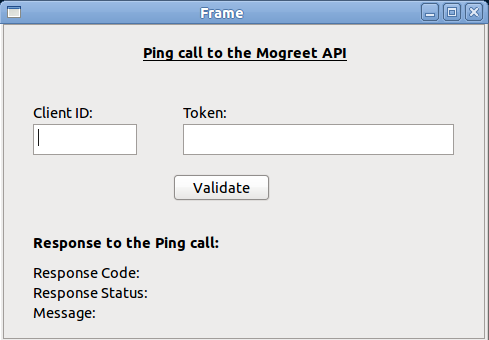 Frame
Ping call to the Mogreet API
Client ID: Token:
Validate
Response to the Ping call:
Response Code:
Response Status:
Message: